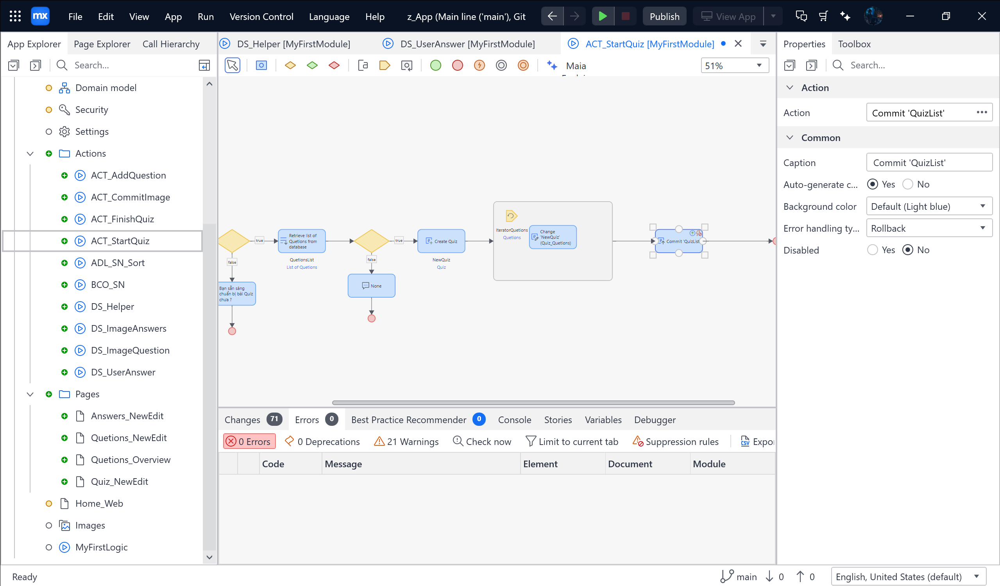 mx File Edit View App Run Version Control Language Help z_App (Main line ('main'), Git Publish View App
App Explorer Page Explorer Call Hierarchy
Search...
Domain model
Security
Settings
Actions
ACT_AddQuestion
ACT_CommitImage
ACT_FinishQuiz
ACT_StartQuiz
ADL_SN_Sort
BCO_SN
DS_Helper
DS_ImageAnswers
DS_ImageQuestion
DS_UserAnswer
Pages
Answers_NewEdit
Quetions_NewEdit
Quetions_Overview
Quiz_NewEdit
Home_Web
Images
MyFirstLogic
DS_Helper [MyFirstModule] DS_UserAnswer [MyFirstModule] ACT_StartQuiz [MyFirstModule]
Maia
51%
true
false
Bạn sẵn sàng
chuẩn bị bài Quiz
chưa ?
Retrieve list of
Quetions from
database
QuetionsList
List of Quetions
true
false
None
Create Quiz
NewQuiz
Quiz
IteratorQuetions
Quetions
Change
'NewQuiz'
(Quiz_Quetions)
Commit 'QuizList
Changes 71 Errors 0 Best Practice Recommender 0 Console Stories Variables Debugger
0 Errors 0 Deprecations 21 Warnings Check now Limit to current tab Suppression rules CSV Expor
Code Message Element Document Module
Properties Toolbox
Search...
Action
Action Commit 'QuizList' ...
Common
Caption Commit 'QuizList'
Auto-generate c... Yes No
Background color Default (Light blue)
Error handling ty... Rollback
Disabled Yes No
Ready main 0 0 English, United States (default)